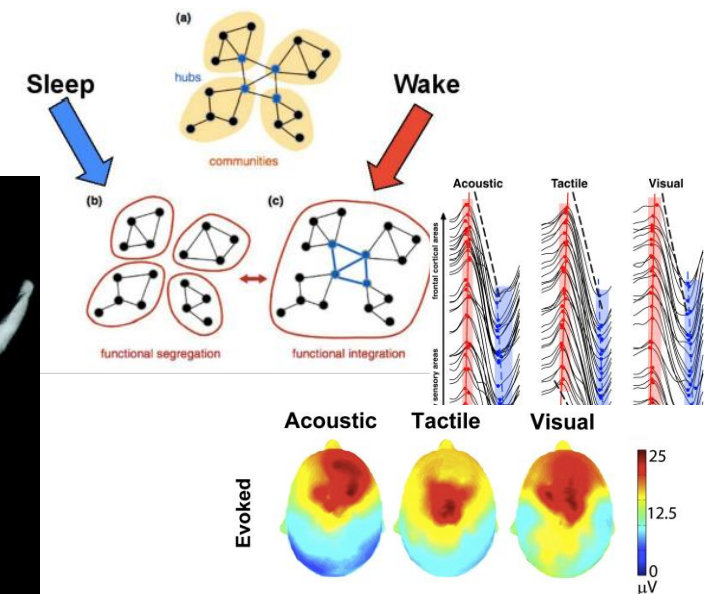 (a)
Sleep
Wake
hubs
communities
(b)
(c)
functional segregation
functional integration
Acoustic
Tactile
Visual
frontal cortical areas
sensory areas
Acoustic
Tactile
Visual
Evoked
25
12.5
0
μV